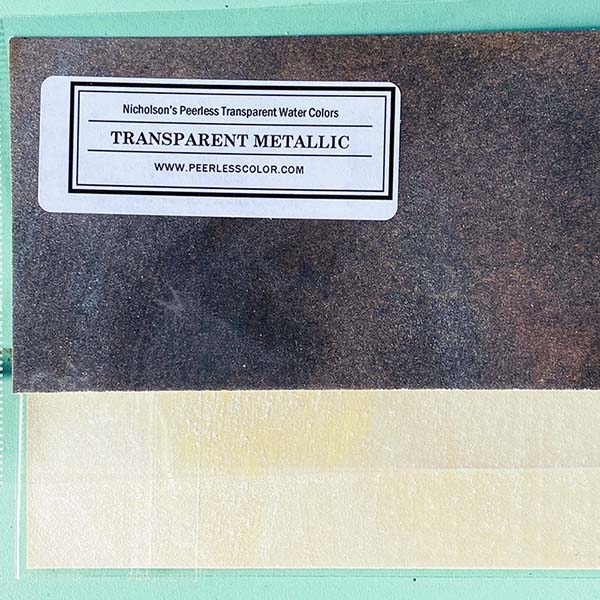 Nicholson's Peerless Transparent Water Colors
TRANSPARENT METALLIC
WWW.PEERLESSCOLOR.COM